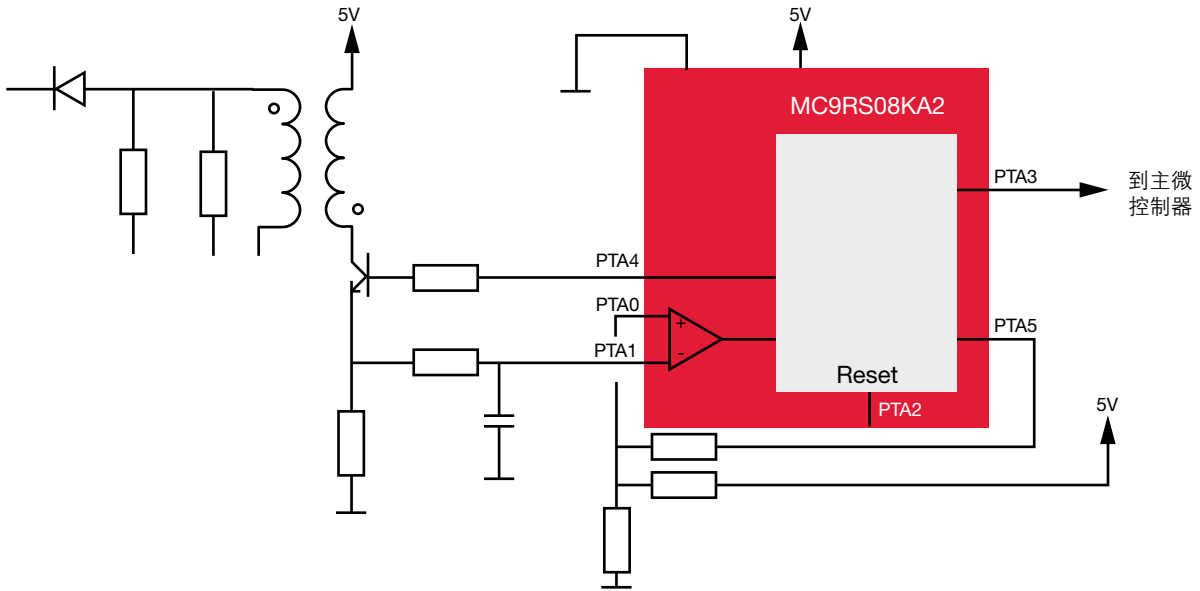 5V
5V
MC9RS08KA2
PTA3
到主微
控制器
PTA4
PTA0
+
PTA5
PTA1
-
Reset
PTA2
5V